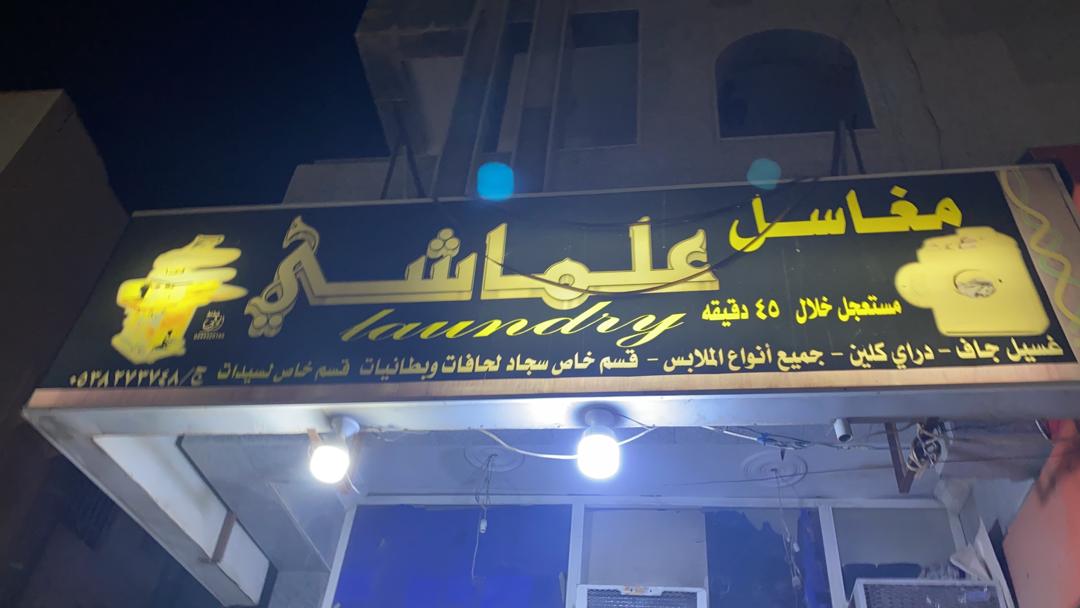 مغاسل
علماشي
laundry
مستعجل خلال ٤٥ دقيقه
غسيل جاف - دراي كلين - جميع أنواع الملابس - قسم خاص سجاد لحافات وبطانيات قسم خاص لسيدات ج/٠٥٣٨٢٧٣٧٤٨